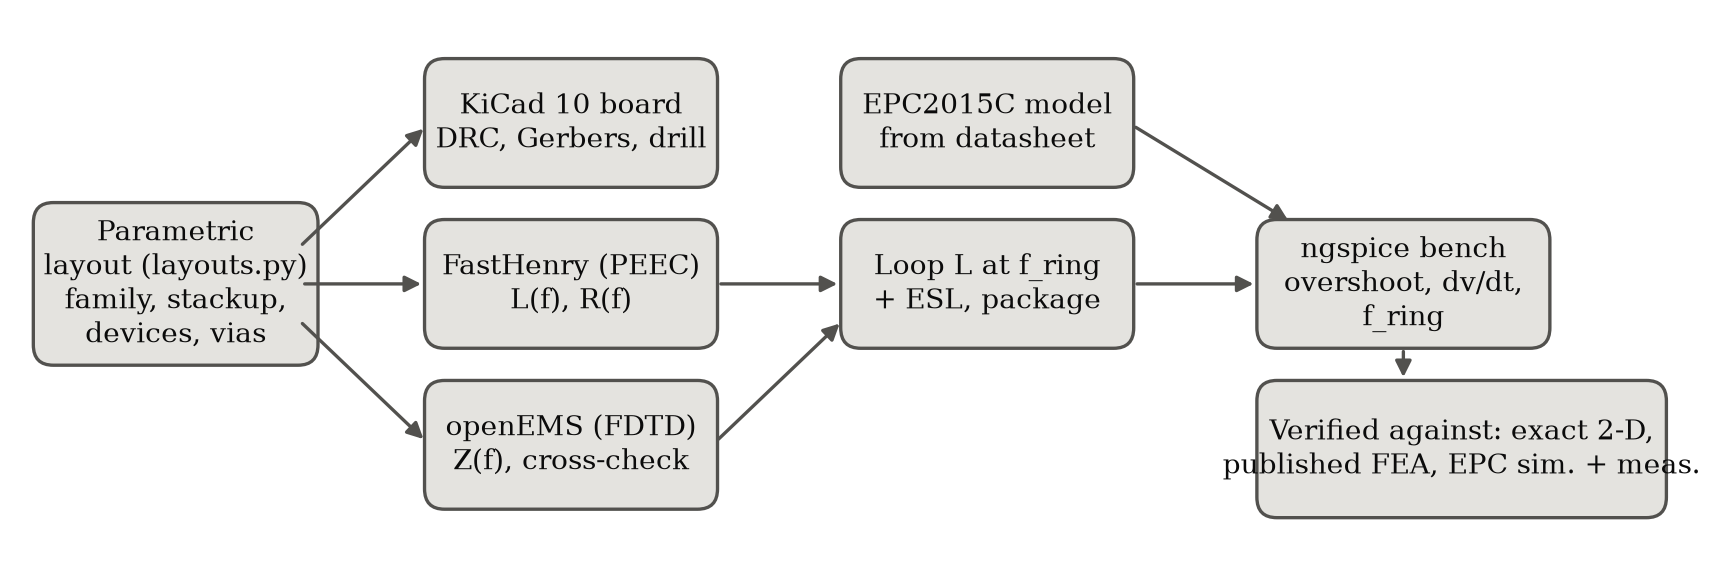 Parametric
layout (layouts.py)
family, stackup,
devices, vias
KiCad 10 board
DRC, Gerbers, drill
FastHenry (PEEC)
L(f), R(f)
openEMS (FDTD)
Z(f), cross-check
EPC2015C model
from datasheet
Loop L at f_ring
+ ESL, package
ngspice bench
overshoot, dv/dt,
f_ring
Verified against: exact 2-D,
published FEA, EPC sim. + meas.